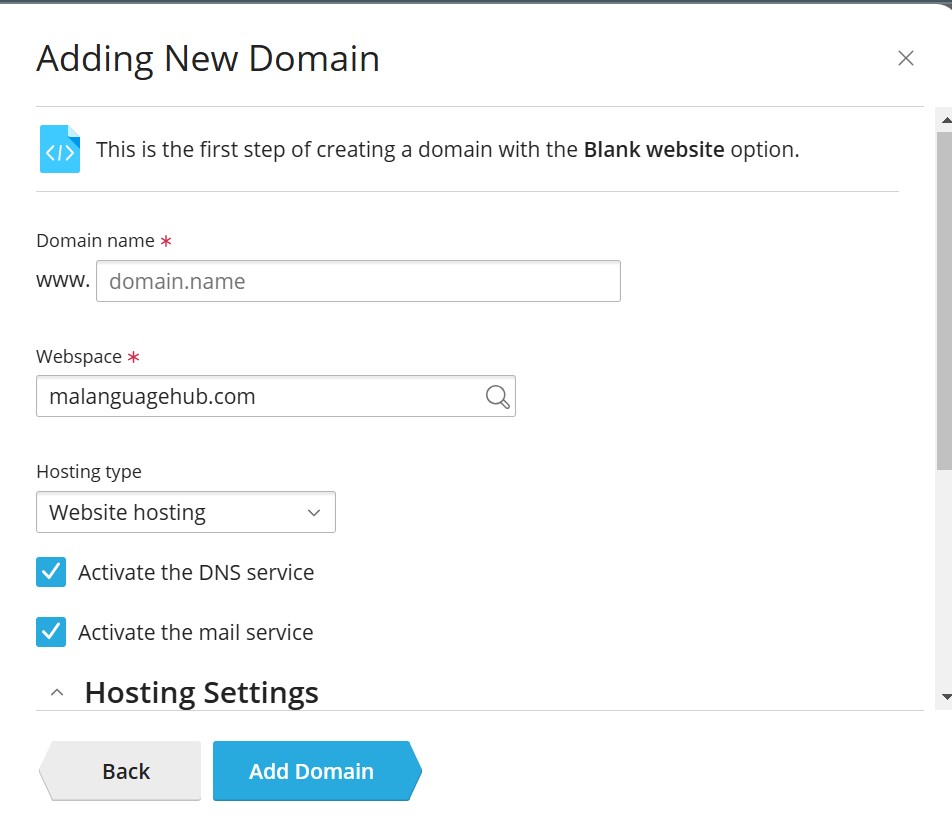 Adding New Domain
</> This is the first step of creating a domain with the Blank website option.
Domain name *
www. domain.name
Webspace *
malanguagehub.com
Hosting type
Website hosting
Activate the DNS service
Activate the mail service
Hosting Settings
Back Add Domain